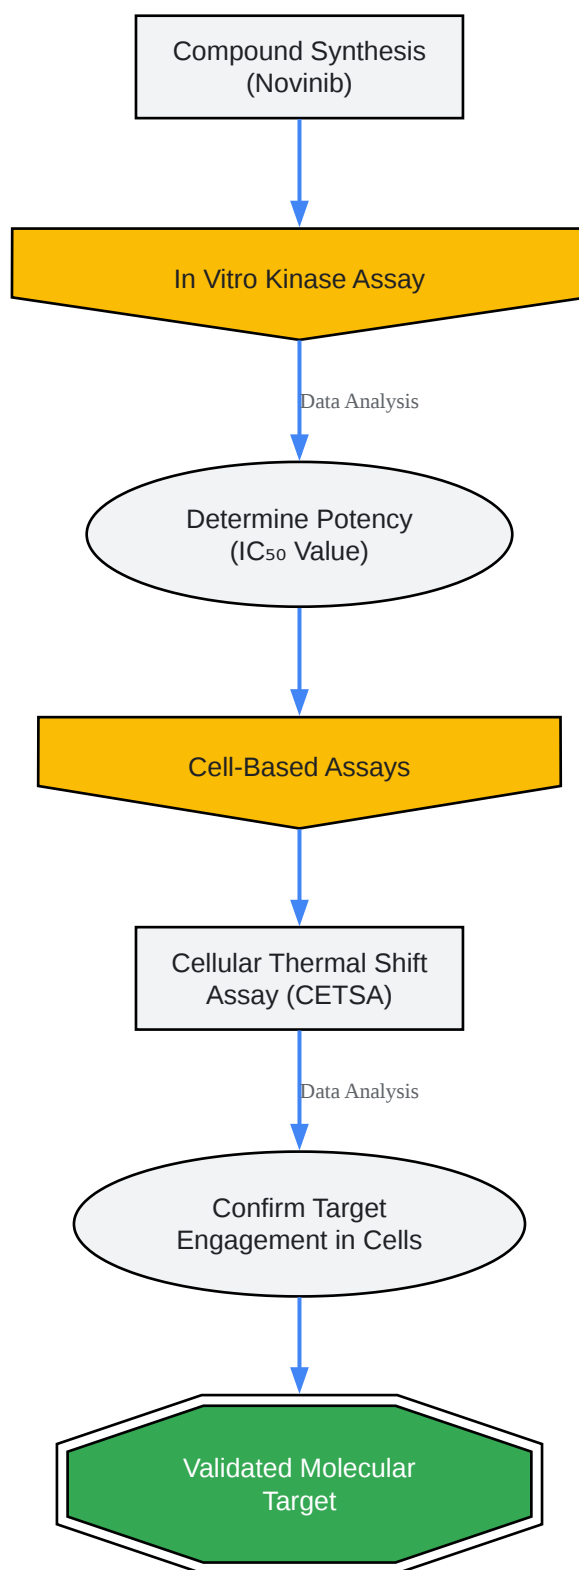 Compound Synthesis
(Novinib)
In Vitro Kinase Assay
Data Analysis
Determine Potency
(IC₅₀ Value)
Cell-Based Assays
Cellular Thermal Shift
Assay (CETSA)
Data Analysis
Confirm Target
Engagement in Cells
Validated Molecular
Target